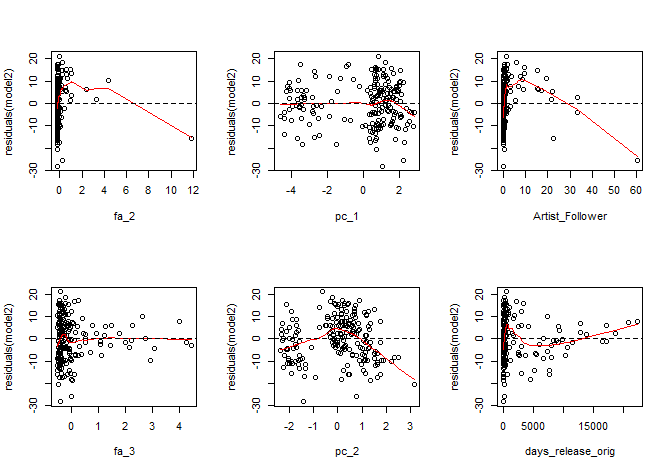 residuals(model2)
20
10
0
-10
-30
0 2 4 6 8 10 12
fa_2
residuals(model2)
20
10
0
-10
-30
-4 -2 0 2
pc_1
residuals(model2)
20
10
0
-10
-30
0 10 20 30 40 50 60
Artist_Follower
residuals(model2)
20
10
0
-10
-30
0 1 2 3 4
fa_3
residuals(model2)
20
10
0
-10
-30
-2 -1 0 1 2 3
pc_2
residuals(model2)
20
10
0
-10
-30
0 5000 15000
days_release_orig